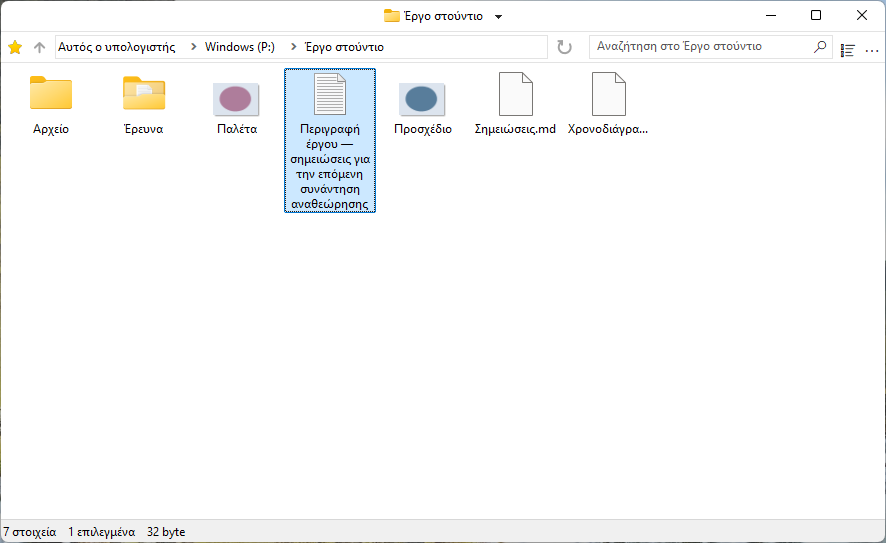 Έργο στούντιο
Αυτός ο υπολογιστής Windows (P:) Έργο στούντιο
Αναζήτηση στο Έργο στούντιο
Αρχείο
Έρευνα
Παλέτα
Περιγραφή
έργου —
σημειώσεις για
την επόμενη
συνάντηση
αναθεώρησης
Προσχέδιο
Σημειώσεις.md
Χρονοδιάγρα...
7 στοιχεία 1 επιλεγμένα 32 byte